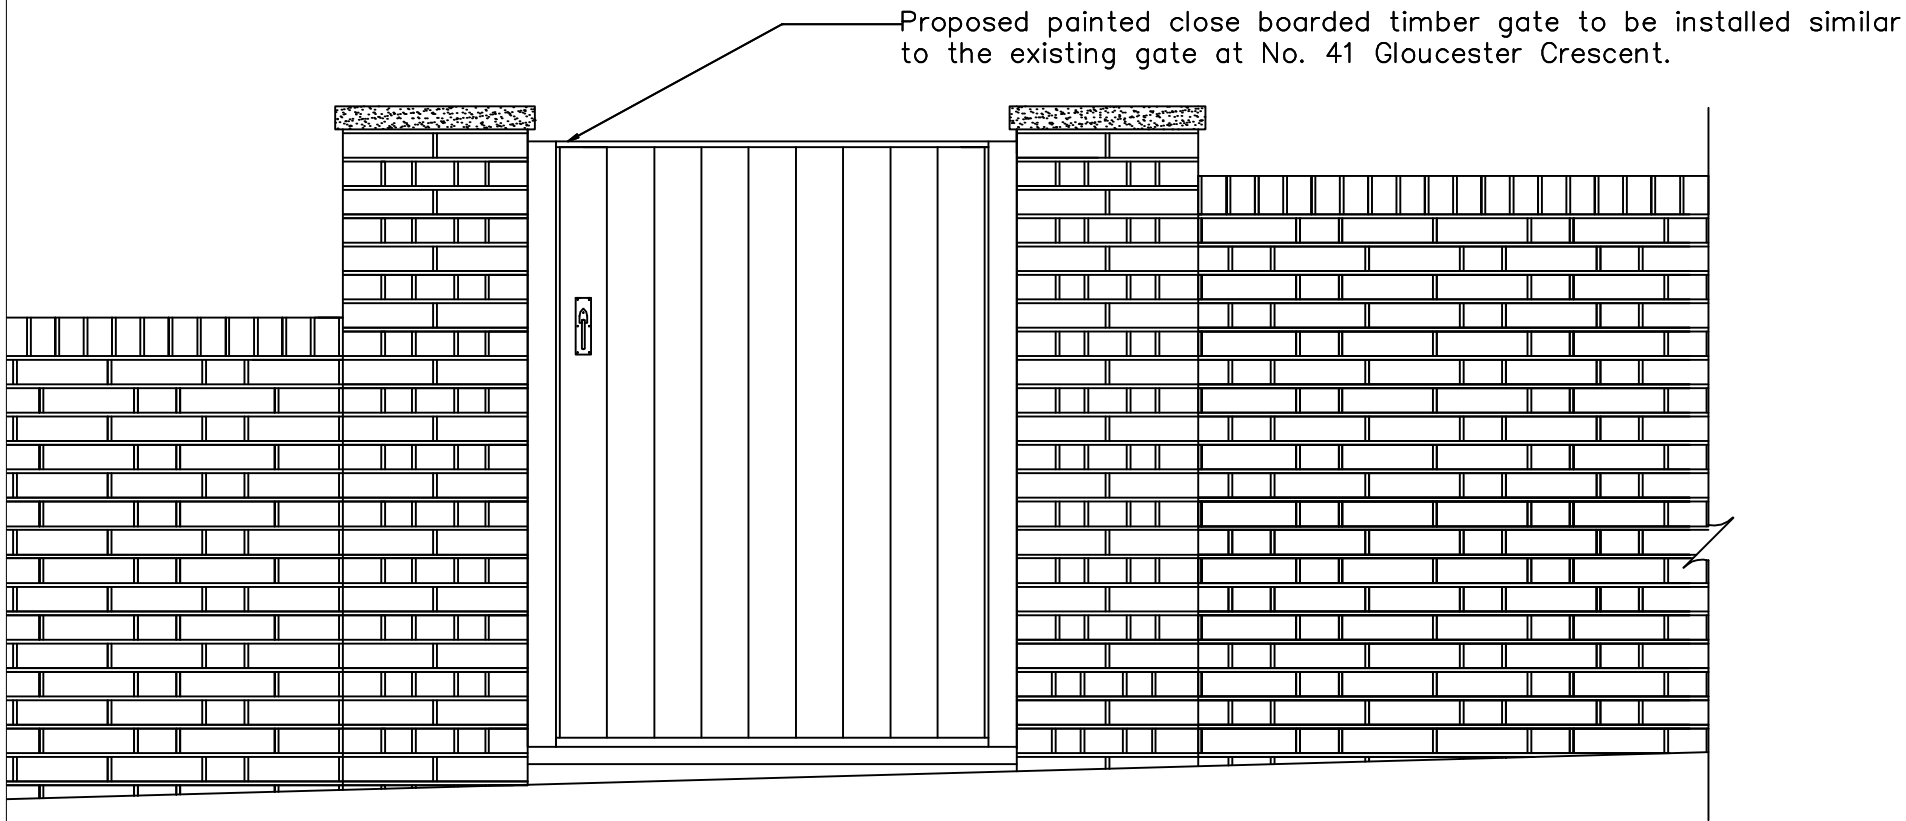 Proposed painted close boarded timber gate to be installed similar
to the existing gate at No. 41 Gloucester Crescent.